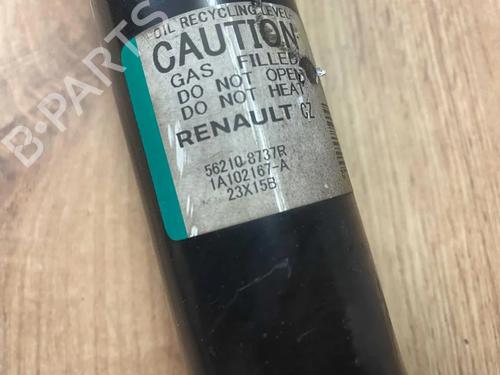 OIL RECYCLING LEVEL
CAUTION
GAS FILLED
DO NOT OPEN
DO NOT HEAT
RENAULT CZ
56210 8737R
1A102167-A
23X15B
B-PARTS